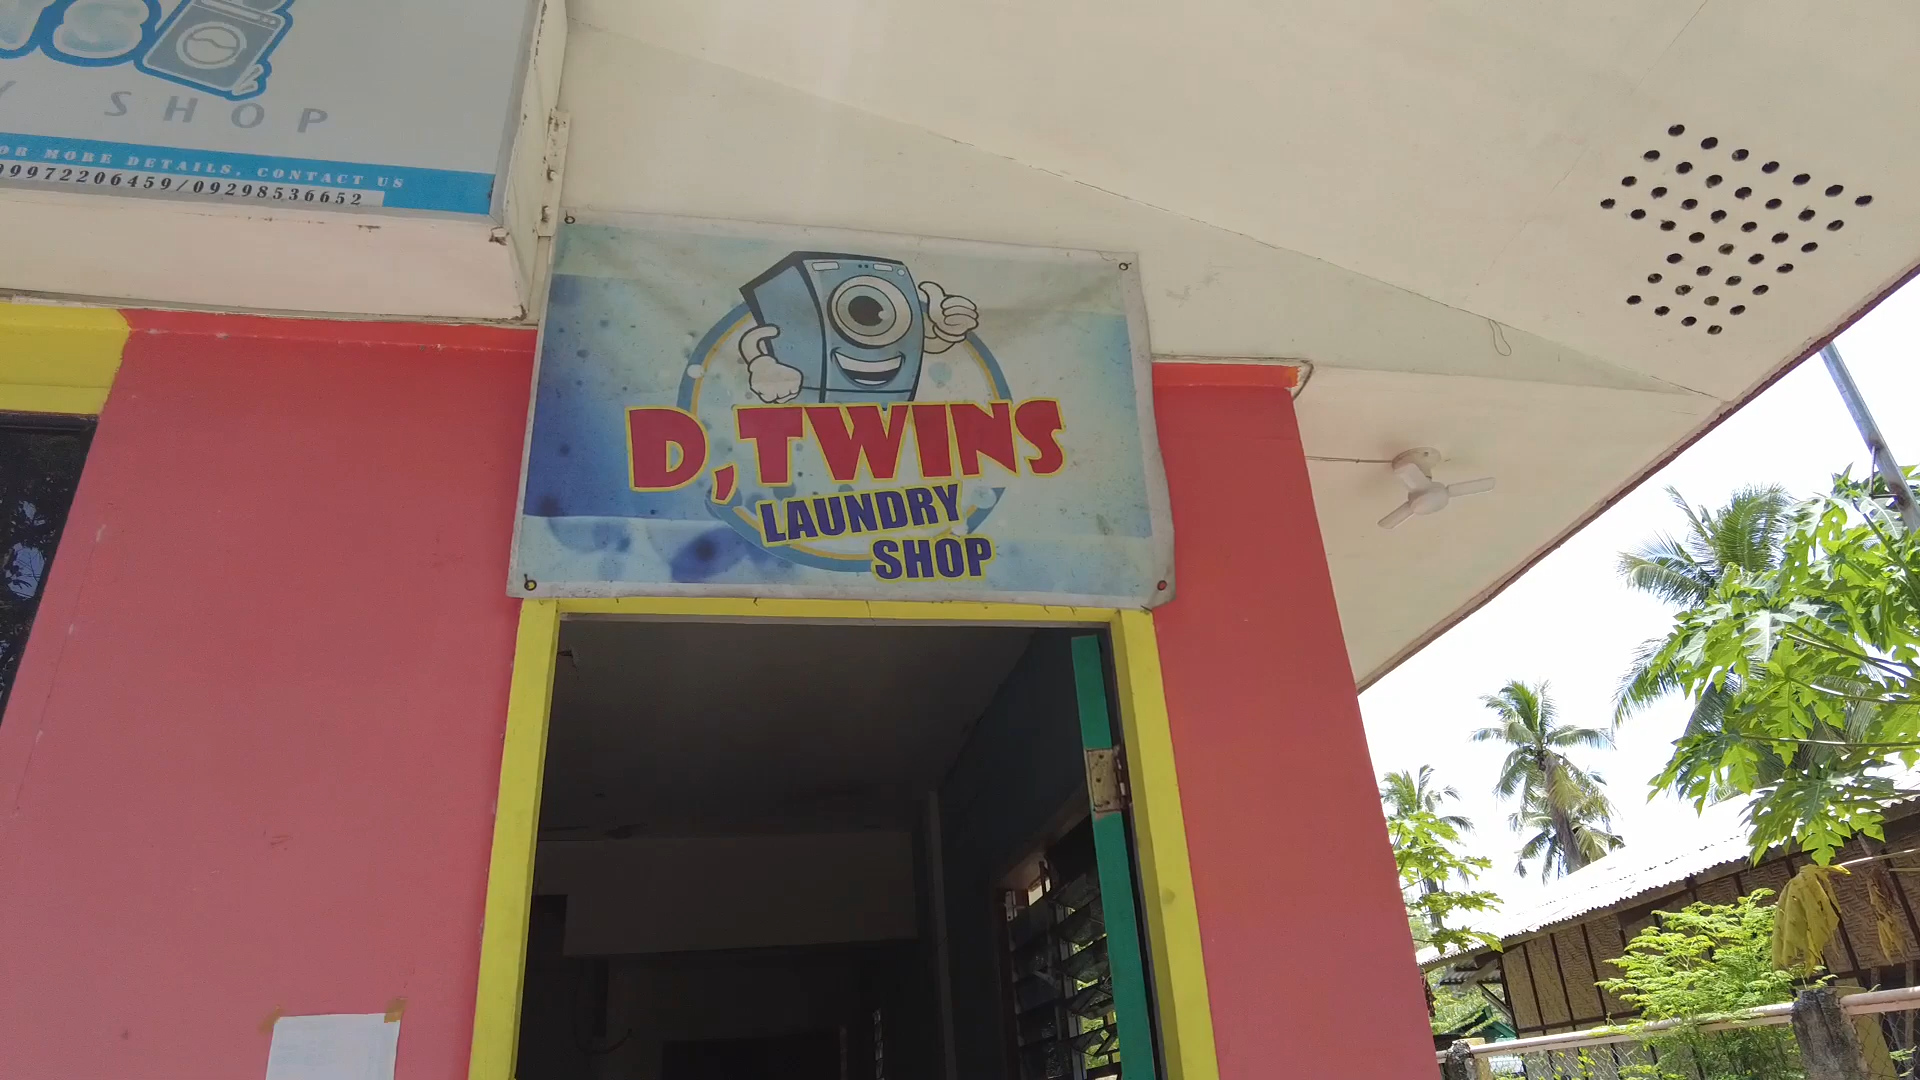 SHOP
FOR MORE DETAILS, CONTACT US
09972206459/09298536652
D,TWINS
LAUNDRY
SHOP